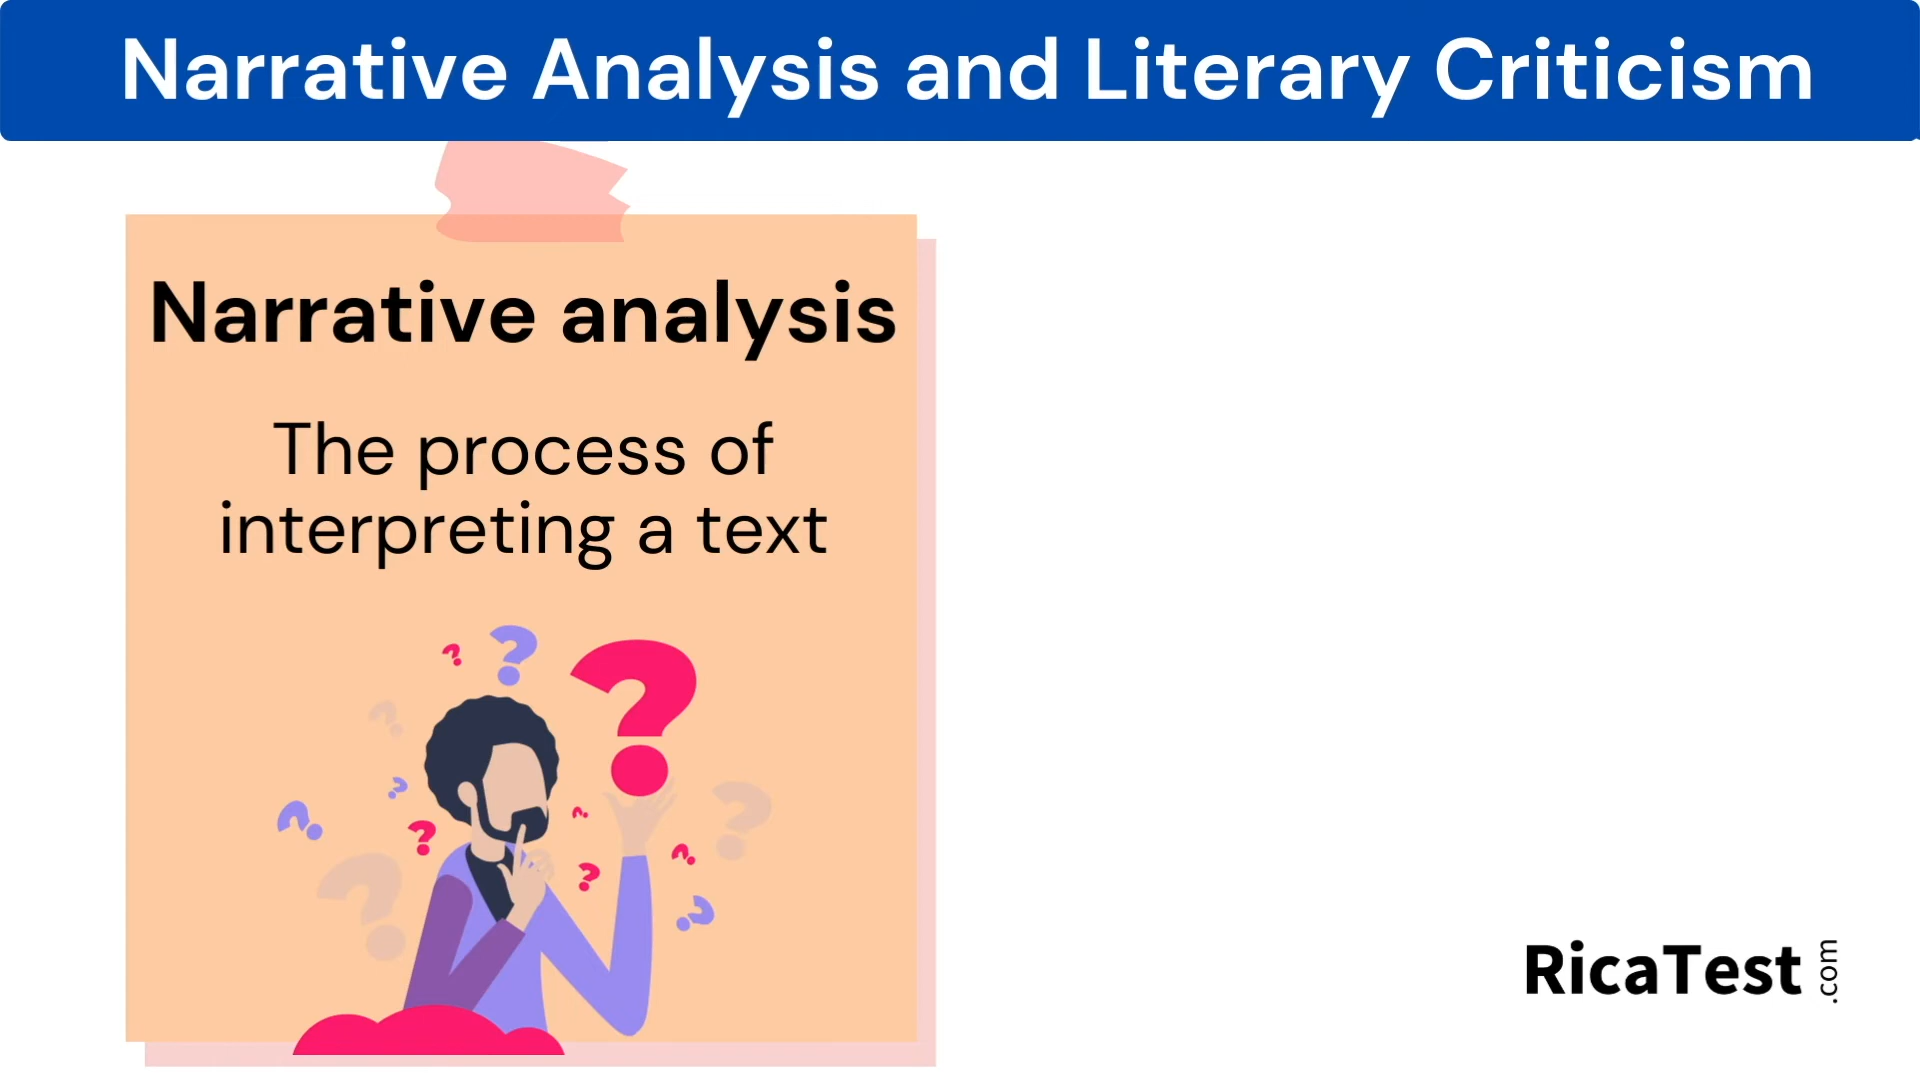 Narrative Analysis and Literary Criticism
Narrative analysis
The process of
interpreting a text
RicaTest.com